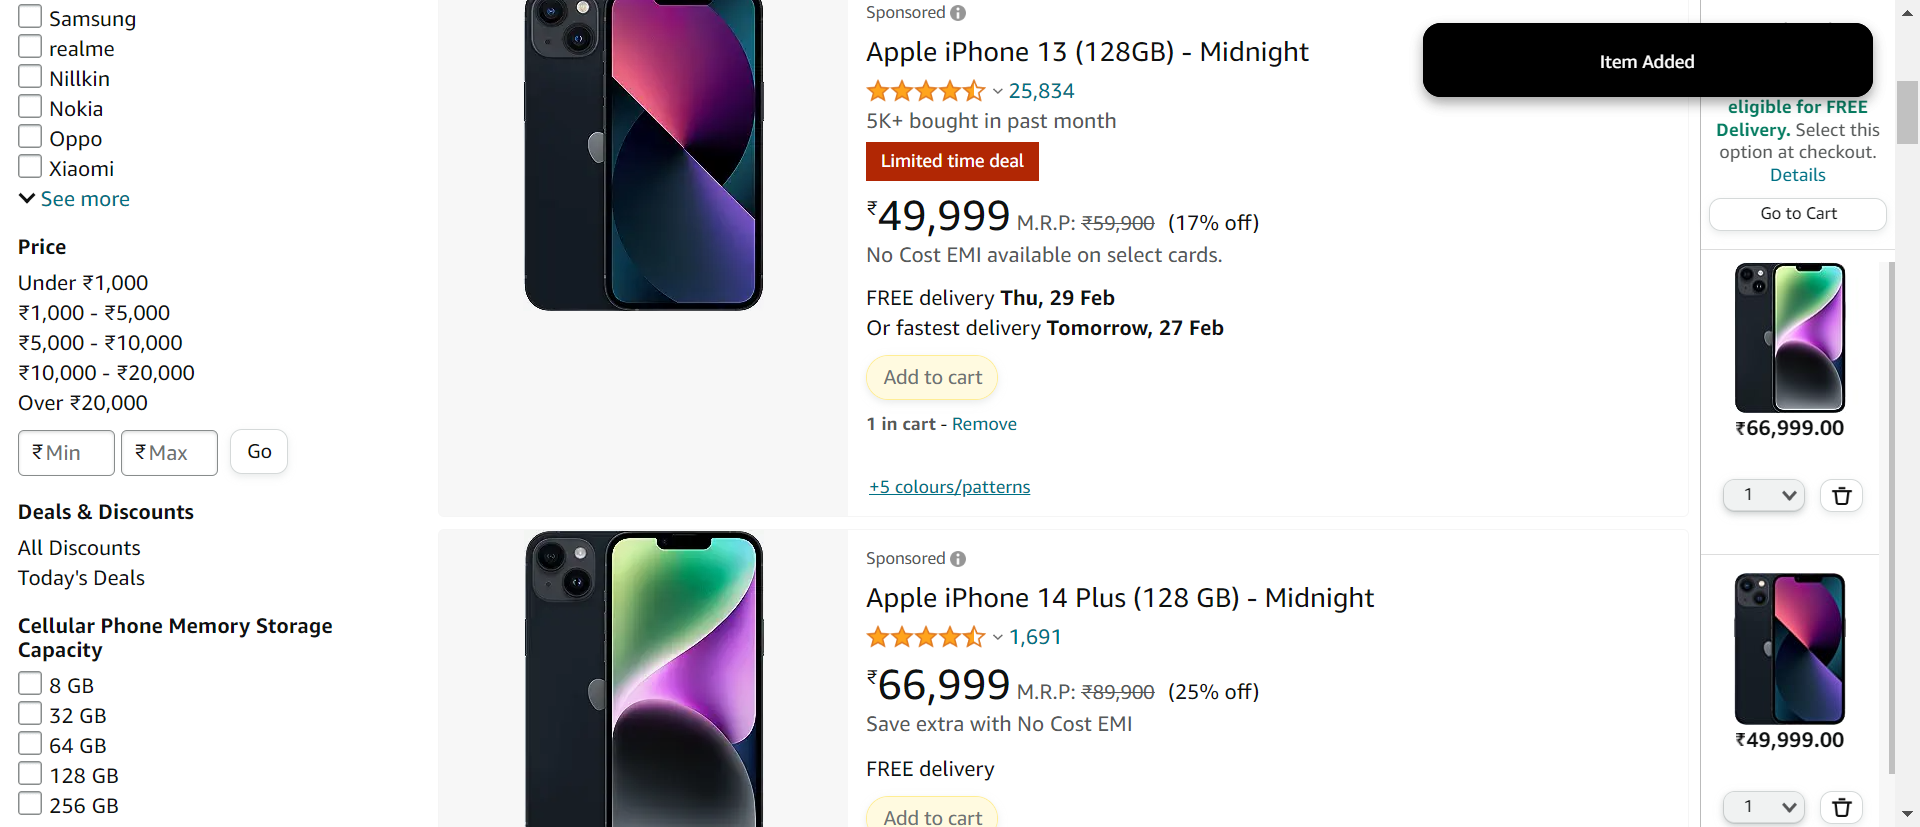 Samsung
realme
Nillkin
Nokia
Oppo
Xiaomi
See more
Price
Under ₹1,000
₹1,000 - ₹5,000
₹5,000 - ₹10,000
₹10,000 - ₹20,000
Over ₹20,000
₹ Min ₹ Max Go
Deals & Discounts
All Discounts
Today's Deals
Cellular Phone Memory Storage
Capacity
8 GB
32 GB
64 GB
128 GB
256 GB
Sponsored
Apple iPhone 13 (128GB) - Midnight
25,834
5K+ bought in past month
Limited time deal
₹49,999 M.R.P: ₹59,900 (17% off)
No Cost EMI available on select cards.
FREE delivery Thu, 29 Feb
Or fastest delivery Tomorrow, 27 Feb
Add to cart
1 in cart - Remove
+5 colours/patterns
Sponsored
Apple iPhone 14 Plus (128 GB) - Midnight
1,691
₹66,999 M.R.P: ₹89,900 (25% off)
Save extra with No Cost EMI
FREE delivery
Add to cart
Item Added
eligible for FREE
Delivery. Select this
option at checkout.
Details
Go to Cart
₹66,999.00
1
₹49,999.00
1